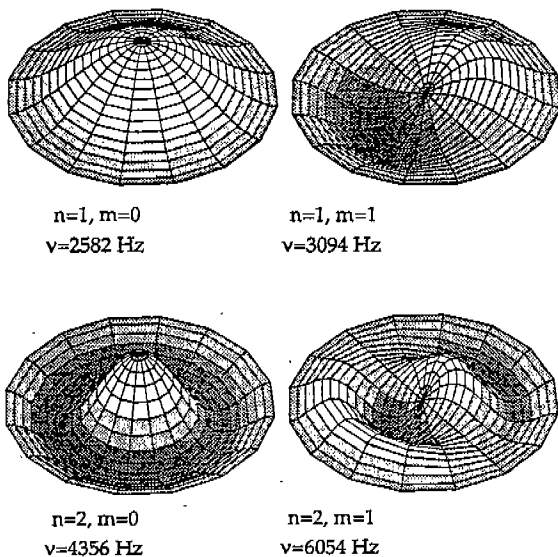 n=1, m=0
ν=2582 Hz
n=1, m=1
ν=3094 Hz
n=2, m=0
ν=4356 Hz
n=2, m=1
ν=6054 Hz